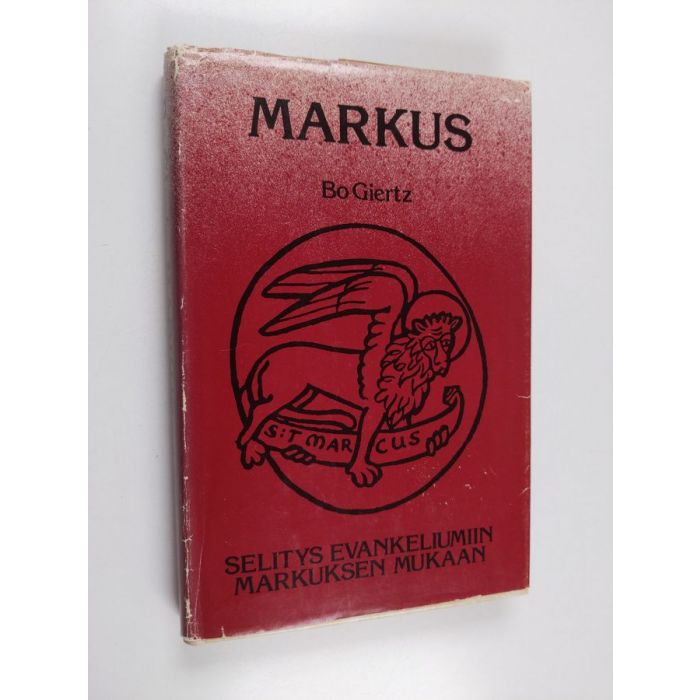 MARKUS
Bo Giertz
S:T MARCUS
SELITYS EVANKELIUMIIN
MARKUKSEN MUKAAN